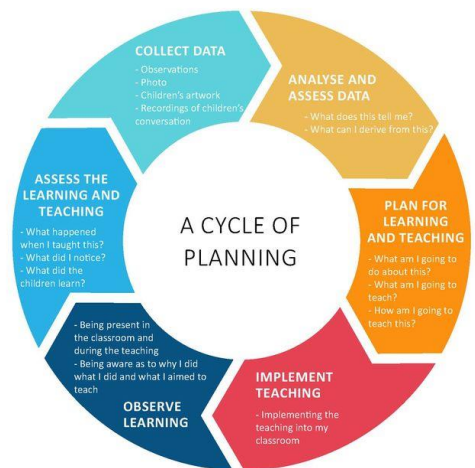 A CYCLE OF
PLANNING
COLLECT DATA
- Observations
- Photo
- Children's artwork
- Recordings of children's
conversation
ANALYSE AND
ASSESS DATA
- What does this tell me?
- What can I derive from this?
PLAN FOR
LEARNING
AND TEACHING
- What am I going to
do about this?
- What am I going to
teach?
- How am I going to
teach this?
IMPLEMENT
TEACHING
- Implementing the
teaching into my
classroom
- Being present in
the classroom and
during the teaching
- Being aware as to why I did
what I did and what I aimed to
teach
OBSERVE
LEARNING
ASSESS THE
LEARNING AND
TEACHING
- What happened
when I taught this?
- What did I notice?
- What did the
children learn?